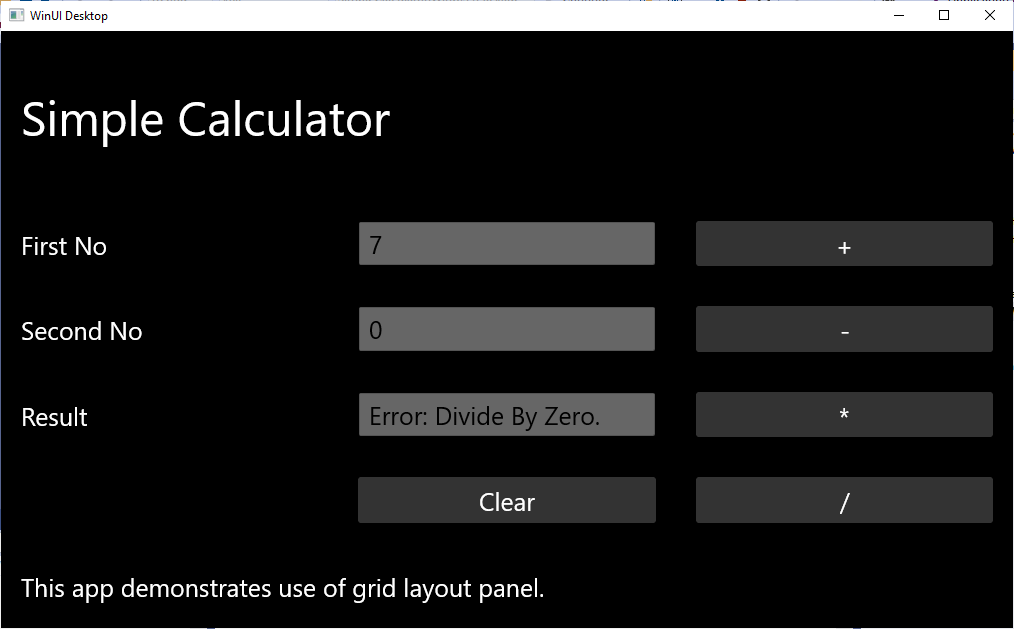 WinUI Desktop
Simple Calculator
First No
7
+
Second No
0
-
Result
Error: Divide By Zero.
*
Clear
/
This app demonstrates use of grid layout panel.